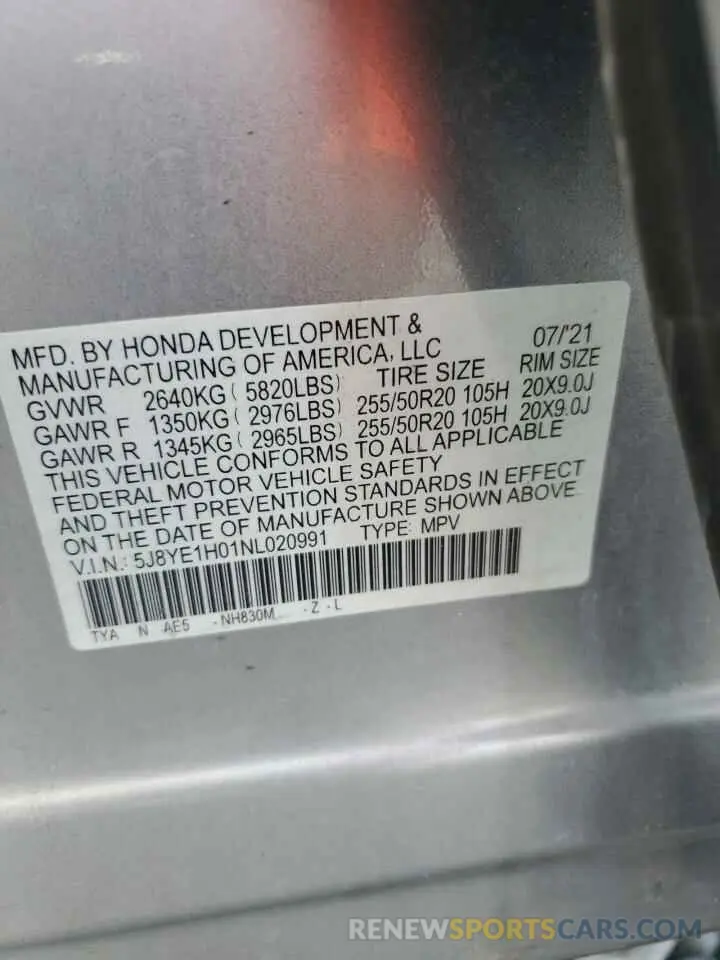 MFD. BY HONDA DEVELOPMENT & 07/'21
MANUFACTURING OF AMERICA, LLC
GVWR 2640KG ( 5820LBS) TIRE SIZE RIM SIZE
GAWR F 1350KG ( 2976LBS) 255/50R20 105H 20X9.0J
GAWR R 1345KG ( 2965LBS) 255/50R20 105H 20X9.0J
THIS VEHICLE CONFORMS TO ALL APPLICABLE
FEDERAL MOTOR VEHICLE SAFETY
AND THEFT PREVENTION STANDARDS IN EFFECT
ON THE DATE OF MANUFACTURE SHOWN ABOVE.
V.I.N.: 5J8YE1H01NL020991 TYPE: MPV
TYA N AE5 -NH830M -Z-L
RENEWSPORTSCARS.COM